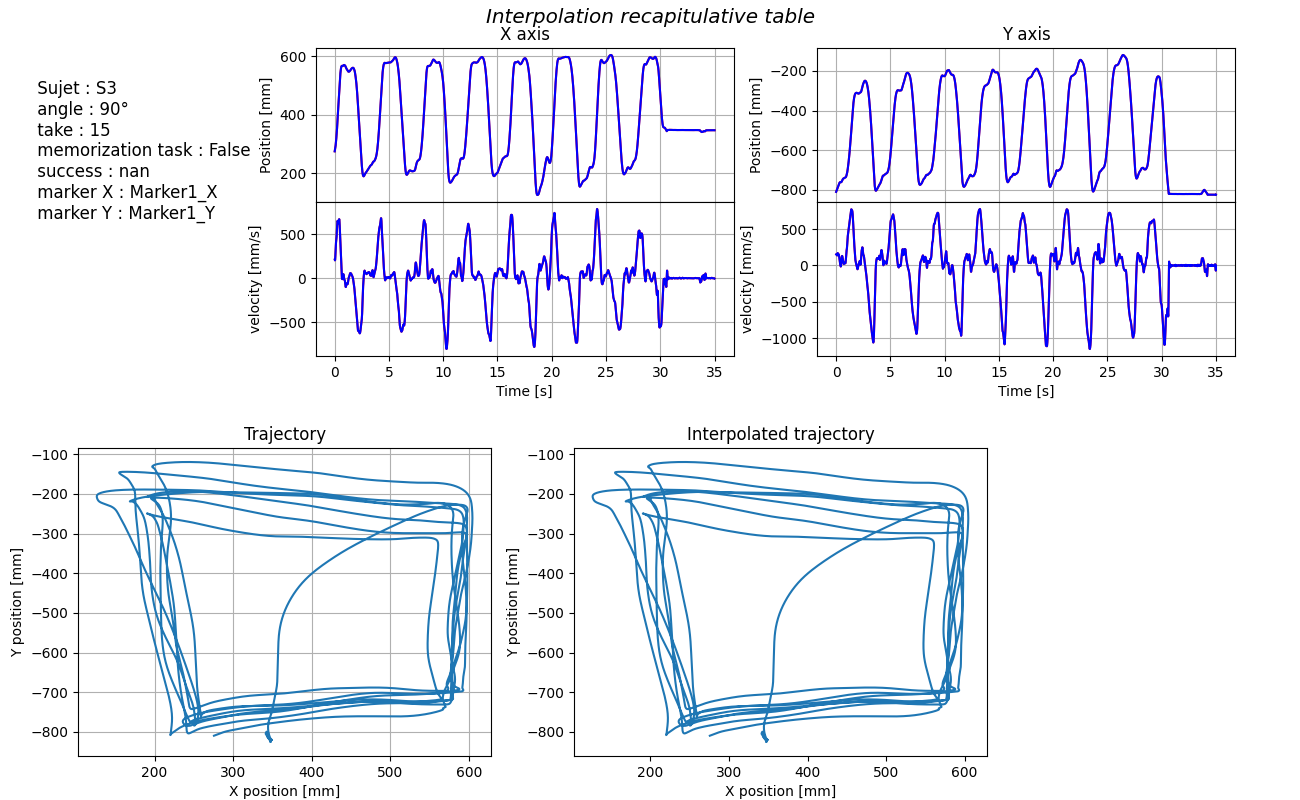 Interpolation recapitulative table
Sujet : S3
angle : 90°
take : 15
memorization task : False
success : nan
marker X : Marker1_X
marker Y : Marker1_Y
X axis
Position [mm]
600
400
200
velocity [mm/s]
500
0
−500
0 5 10 15 20 25 30 35
Time [s]
Y axis
Position [mm]
−200
−400
−600
−800
velocity [mm/s]
500
0
−500
−1000
0 5 10 15 20 25 30 35
Time [s]
Trajectory
Y position [mm]
−100
−200
−300
−400
−500
−600
−700
−800
200 300 400 500 600
X position [mm]
Interpolated trajectory
Y position [mm]
−100
−200
−300
−400
−500
−600
−700
−800
200 300 400 500 600
X position [mm]